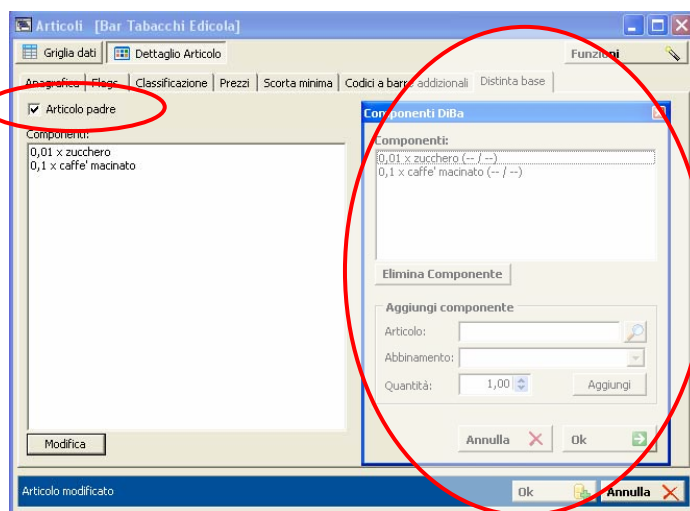 Articoli [Bar Tabacchi Edicola]
Griglia dati Dettaglio Articolo Funzioni
Anagrafica Flags Classificazione Prezzi Scorta minima Codici a barre addizionali Distinta base
Articolo padre
Componenti:
0,01 x zucchero
0,1 x caffe' macinato
Modifica
Componenti DiBa
Componenti:
0,01 x zucchero (-- / --)
0,1 x caffe' macinato (-- / --)
Elimina Componente
Aggiungi componente
Articolo:
Abbinamento:
Quantità: 1,00 Aggiungi
Annulla Ok
Articolo modificato Ok Annulla